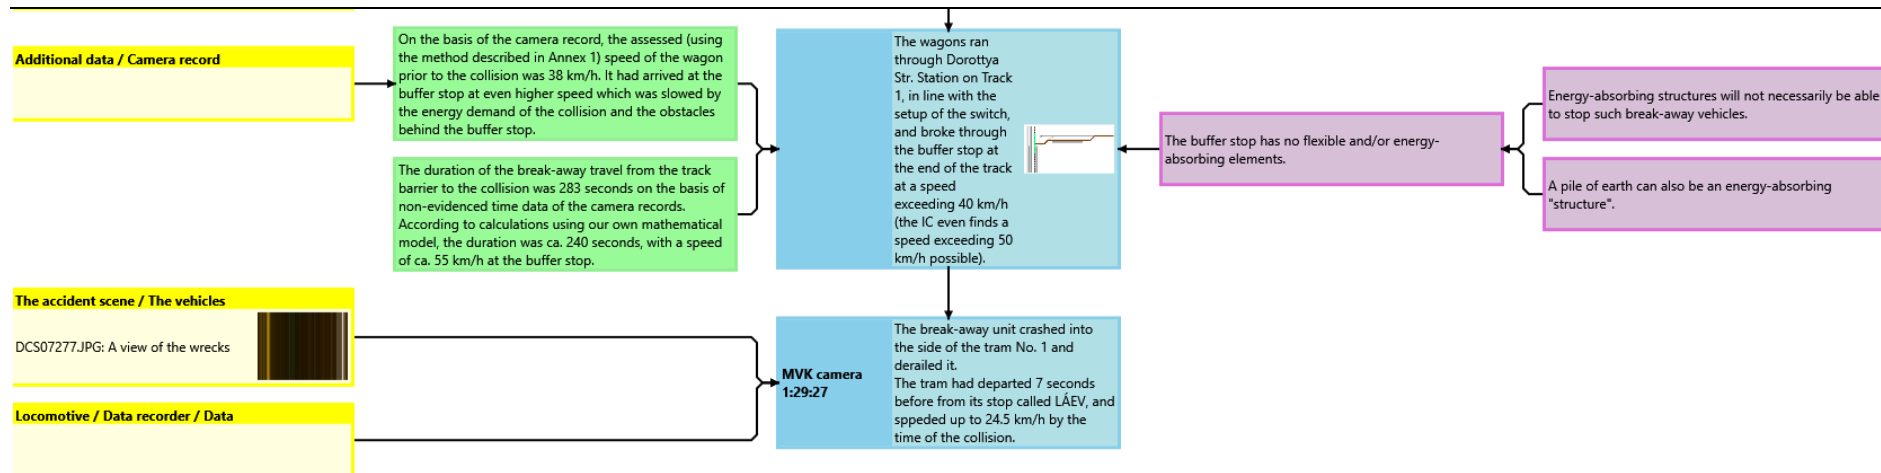 Additional data / Camera record
On the basis of the camera record, the assessed (using
the method described in Annex 1) speed of the wagon
prior to the collision was 38 km/h. It had arrived at the
buffer stop at even higher speed which was slowed by
the energy demand of the collision and the obstacles
behind the buffer stop.
The duration of the break-away travel from the track
barrier to the collision was 283 seconds on the basis of
non-evidenced time data of the camera records.
According to calculations using our own mathematical
model, the duration was ca. 240 seconds, with a speed
of ca. 55 km/h at the buffer stop.
The wagons ran
through Dorottya
Str. Station on Track
1, in line with the
setup of the switch,
and broke through
the buffer stop at
the end of the track
at a speed
exceeding 40 km/h
(the IC even finds a
speed exceeding 50
km/h possible).
The buffer stop has no flexible and/or energy-
absorbing elements.
Energy-absorbing structures will not necessarily be able
to stop such break-away vehicles.
A pile of earth can also be an energy-absorbing
"structure".
The accident scene / The vehicles
DCS07277.JPG: A view of the wrecks
Locomotive / Data recorder / Data
MVK camera
1:29:27
The break-away unit crashed into
the side of the tram No. 1 and
derailed it.
The tram had departed 7 seconds
before from its stop called LÁEV, and
sppeded up to 24.5 km/h by the
time of the collision.